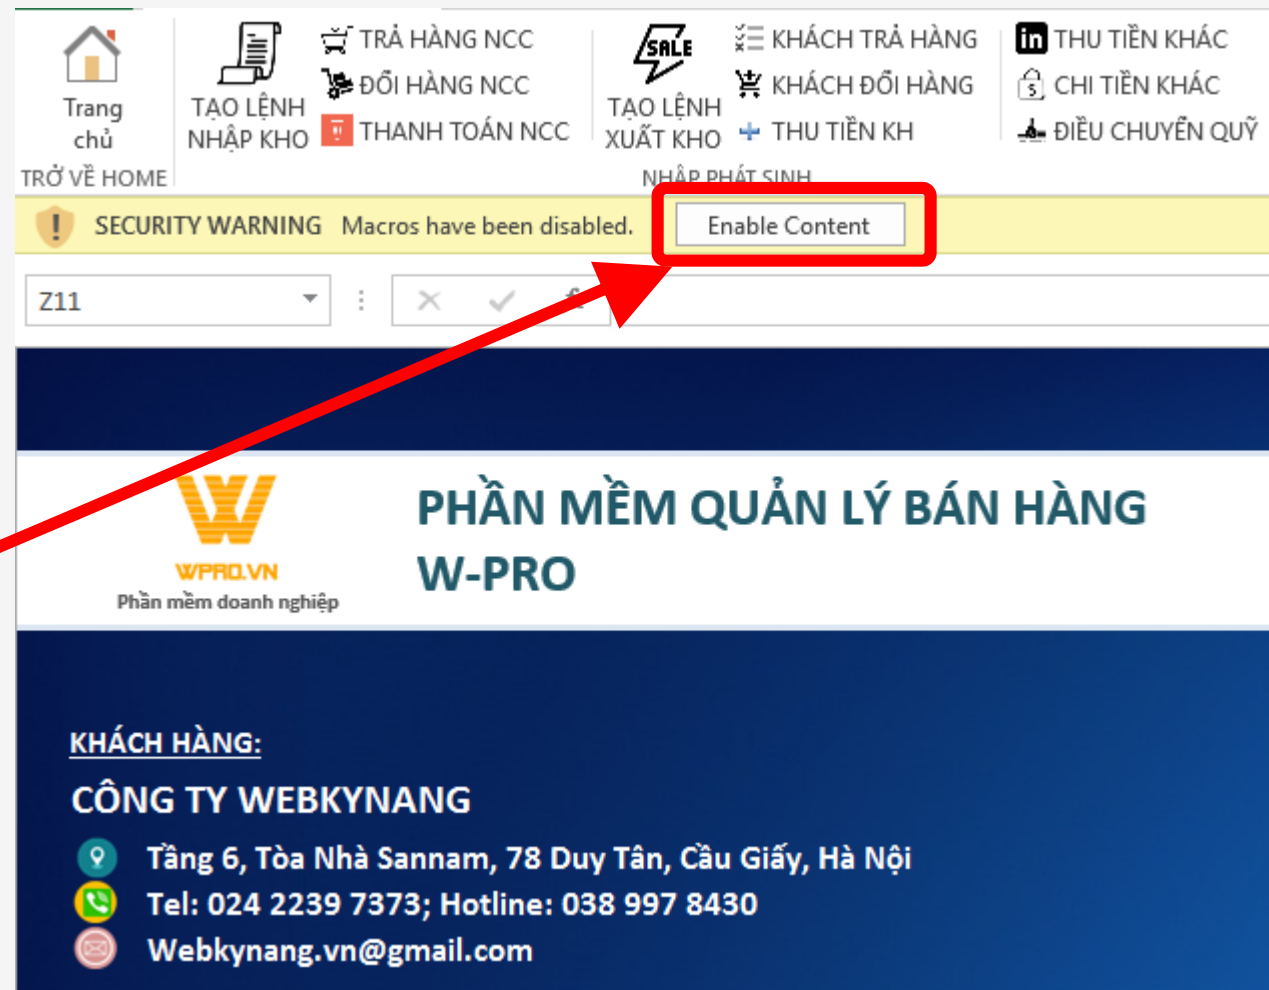 Trang
chủ
TRỞ VỀ HOME
TẠO LỆNH
NHẬP KHO
TRẢ HÀNG NCC
ĐỔI HÀNG NCC
THANH TOÁN NCC
SALE
TẠO LỆNH
XUẤT KHO
KHÁCH TRẢ HÀNG
KHÁCH ĐỔI HÀNG
THU TIỀN KH
in THU TIỀN KHÁC
CHI TIỀN KHÁC
ĐIỀU CHUYỂN QUỸ
NHẬP PHÁT SINH
SECURITY WARNING Macros have been disabled. Enable Content
Z11
W
WPRO.VN
Phần mềm doanh nghiệp
PHẦN MỀM QUẢN LÝ BÁN HÀNG
W-PRO
KHÁCH HÀNG:
CÔNG TY WEBKYNANG
Tầng 6, Tòa Nhà Sannam, 78 Duy Tân, Cầu Giấy, Hà Nội
Tel: 024 2239 7373; Hotline: 038 997 8430
Webkynang.vn@gmail.com